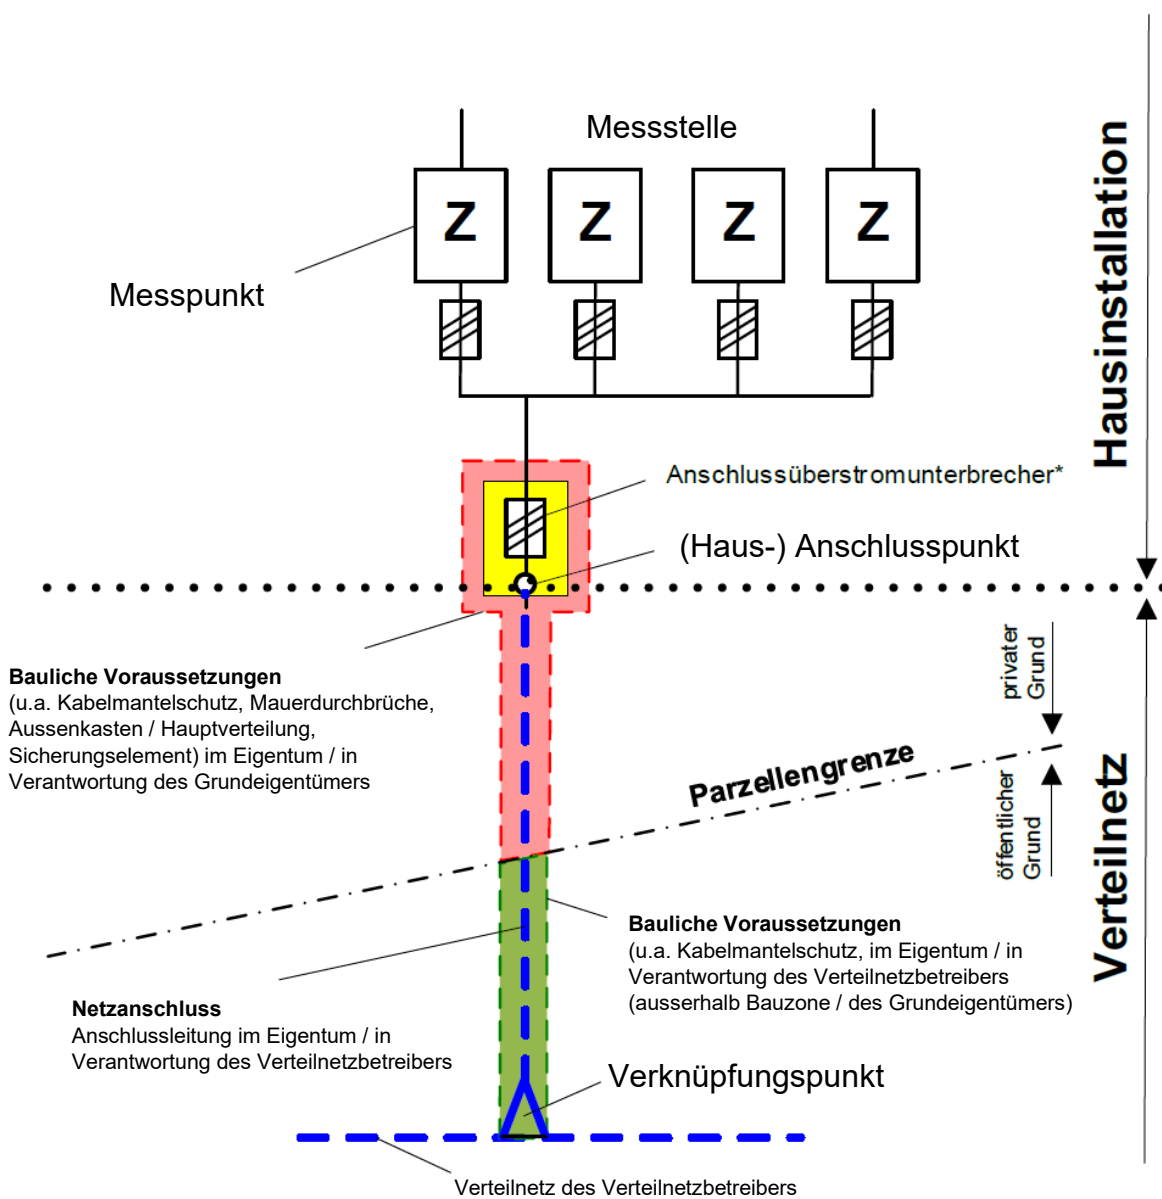 Messstelle
Z Z Z Z
Messpunkt
Hausinstallation
Anschlussüberstromunterbrecher*
(Haus-) Anschlusspunkt
Bauliche Voraussetzungen
(u.a. Kabelmantelschutz, Mauerdurchbrüche,
Aussenkasten / Hauptverteilung,
Sicherungselement) im Eigentum / in
Verantwortung des Grundeigentümers
privater
Grund
Parzellengrenze
öffentlicher
Grund
Verteilnetz
Bauliche Voraussetzungen
(u.a. Kabelmantelschutz, im Eigentum / in
Verantwortung des Verteilnetzbetreibers
(ausserhalb Bauzone / des Grundeigentümers)
Netzanschluss
Anschlussleitung im Eigentum / in
Verantwortung des Verteilnetzbetreibers
Verknüpfungspunkt
Verteilnetz des Verteilnetzbetreibers